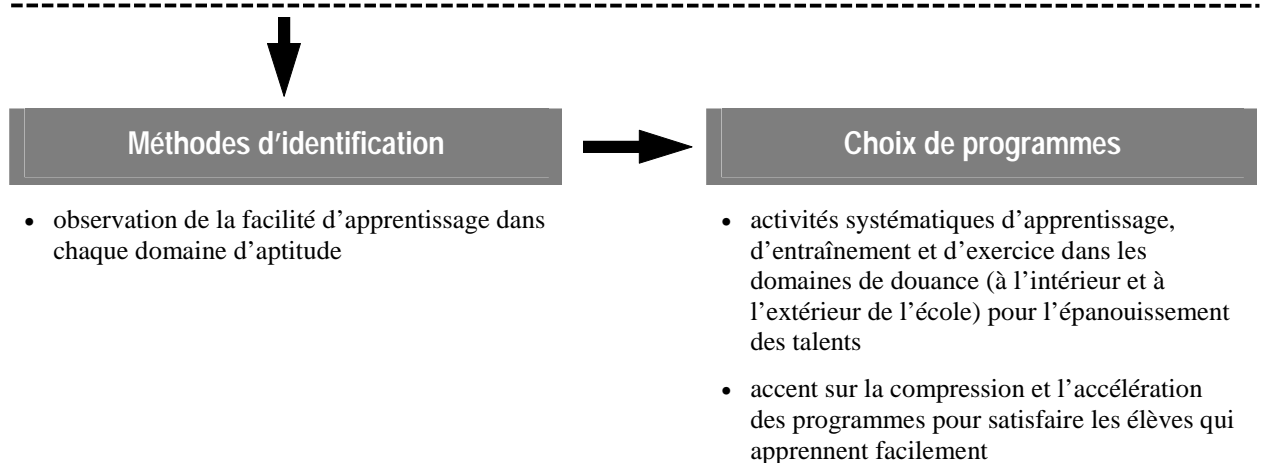 Méthodes d'identification
• observation de la facilité d’apprentissage dans
chaque domaine d’aptitude
Choix de programmes
• activités systématiques d’apprentissage,
d’entraînement et d’exercice dans les
domaines de douance (à l’intérieur et à
l’extérieur de l’école) pour l’épanouissement
des talents
• accent sur la compression et l’accélération
des programmes pour satisfaire les élèves qui
apprennent facilement